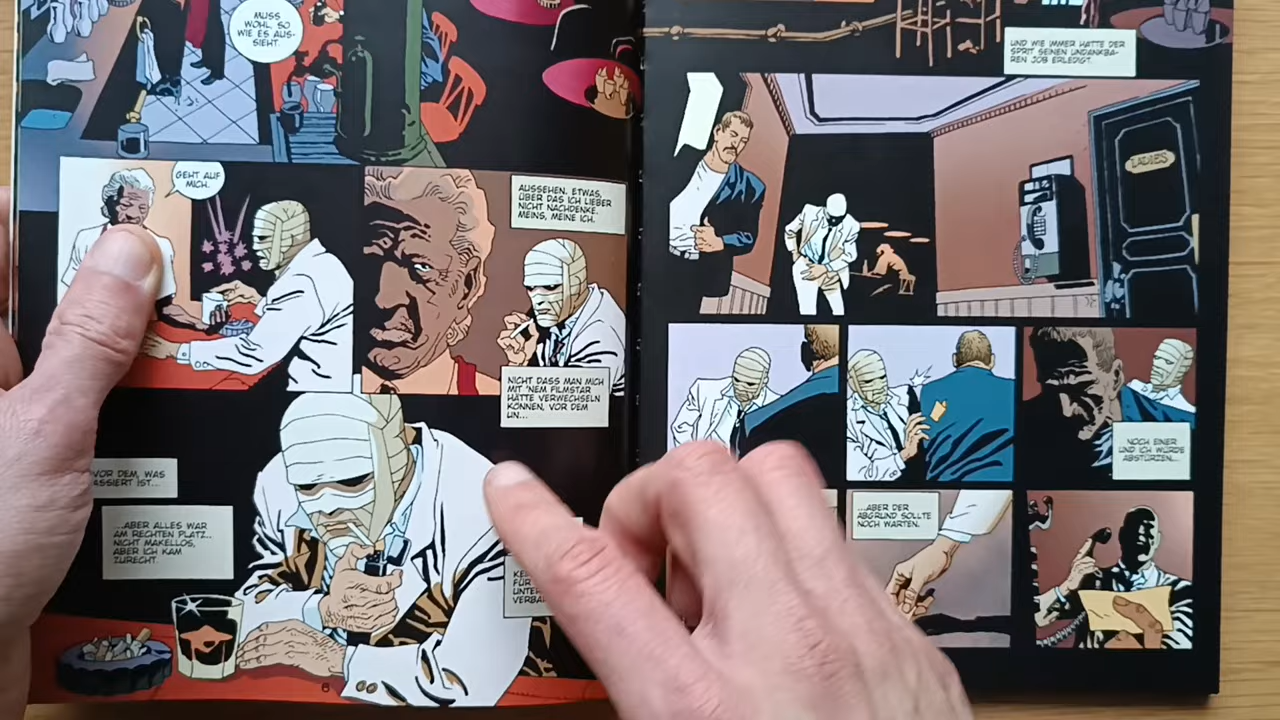 MUSS
WOHL, SO
WIE ES AUS-
SIEHT.
GEHT AUF
MICH.
AUSSEHEN. ETWAS,
ÜBER DAS ICH LIEBER
NICHT NACHDENKE.
MEINS, MEINE ICH.
NICHT DASS MAN MICH
MIT 'NEM FILMSTAR
HÄTTE VERWECHSELN
KÖNNEN, VOR DEM
UN...
VOR DEM, WAS
...ABER ALLES WAR
AM RECHTEN PLATZ..
NICHT MAKELLOS,
ABER ICH KAM
ZURECHT.
6
UND WIE IMMER HATTE DER
SPRIT SEINEN UNDANKBA-
REN JOB ERLEDIGT.
LADIES
NOCH EINER
UND ICH WÜRDE
ABSTÜRZEN...
...ABER DER
ABGRUND SOLLTE
NOCH WARTEN.